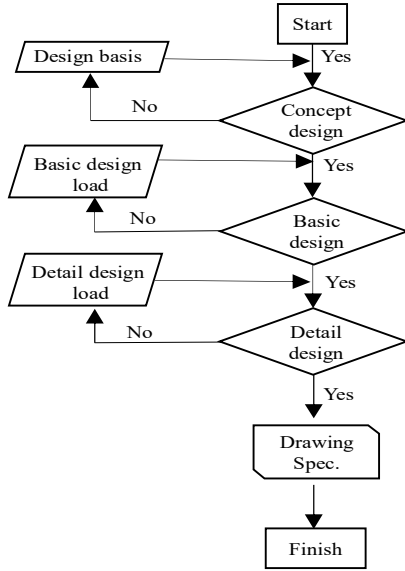 Start
Yes
Design basis
No
Concept
design
Yes
Basic design
load
No
Basic
design
Yes
Detail design
load
No
Detail
design
Yes
Drawing
Spec.
Finish